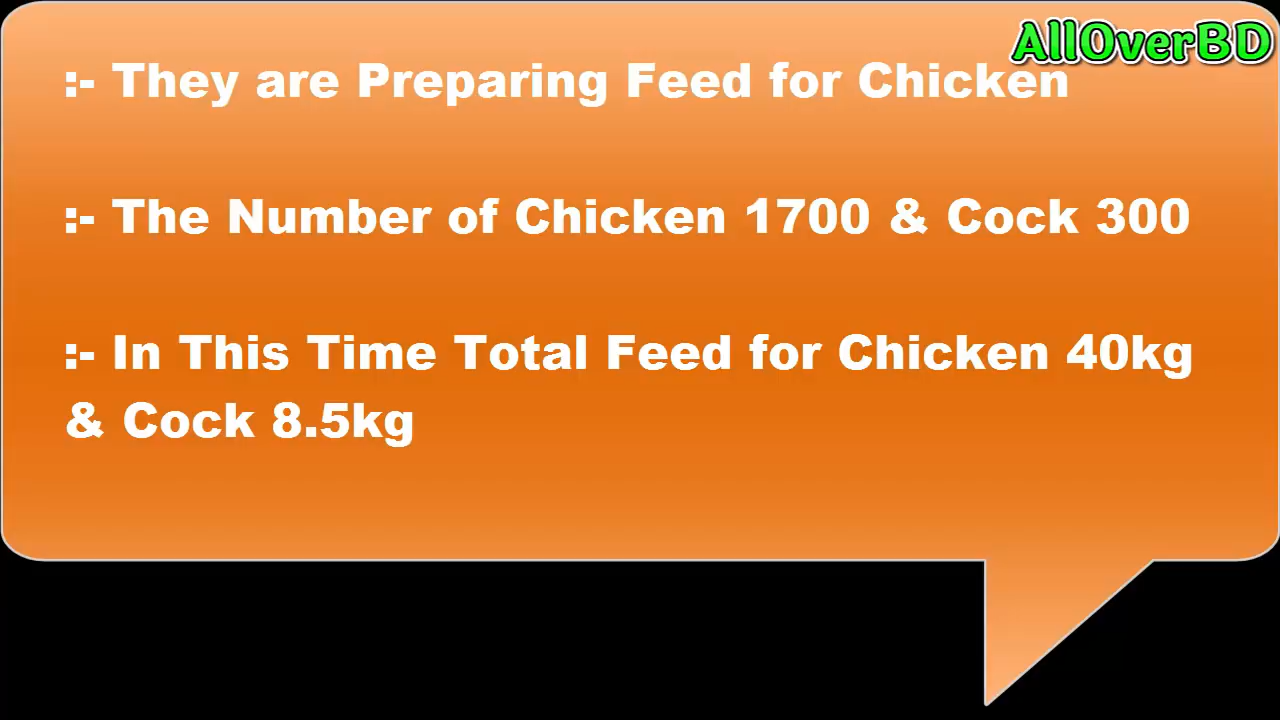 AllOverBD
:- They are Preparing Feed for Chicken
:- The Number of Chicken 1700 & Cock 300
:- In This Time Total Feed for Chicken 40kg
& Cock 8.5kg